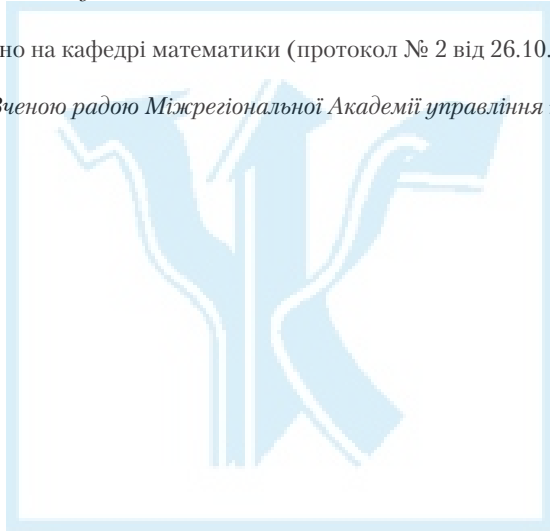 но на кафедрі математики (протокол № 2 від 26.10.
Вченою радою Міжрегіональної Академії управління